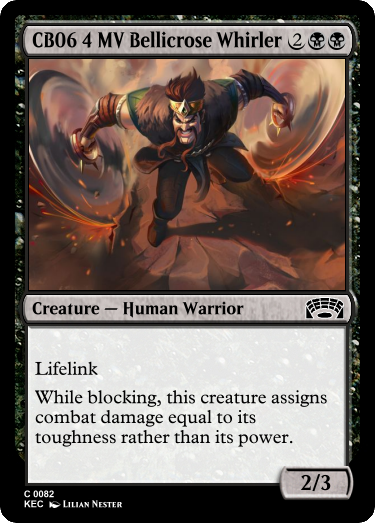 CB06 4 MV Bellicrose Whirler 2
Creature — Human Warrior
Lifelink
While blocking, this creature assigns
combat damage equal to its
toughness rather than its power.
2/3
C 0082
KEC Lilian Nester